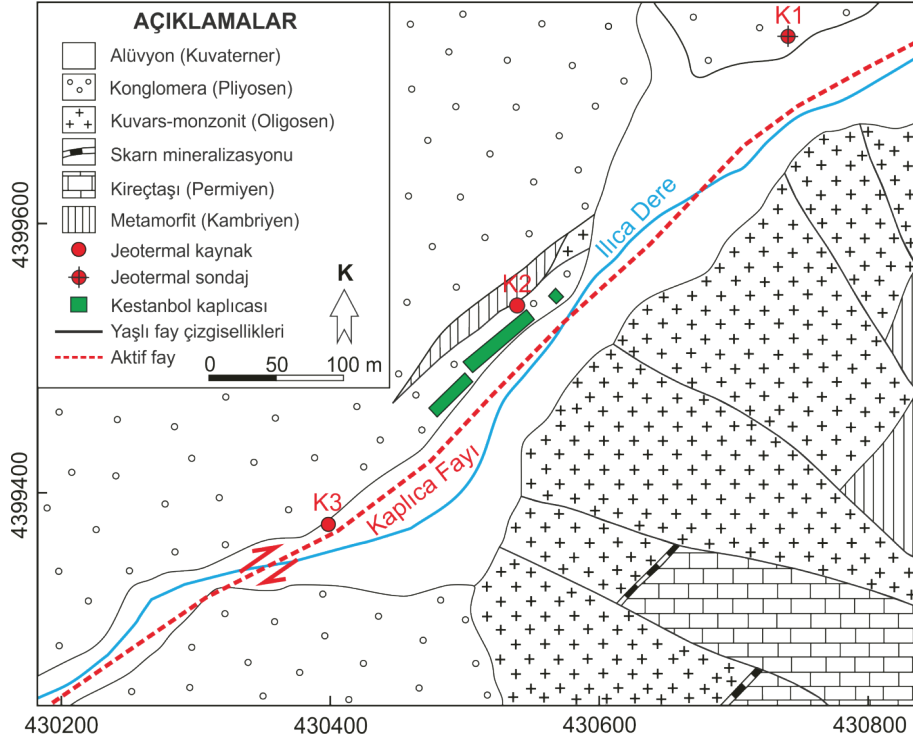 AÇIKLAMALAR
Alüvyon (Kuvaterner)
Konglomera (Pliyosen)
Kuvars-monzonit (Oligosen)
Skarn mineralizasyonu
Kireçtaşı (Permiyen)
Metamorfit (Kambriyen)
Jeotermal kaynak
Jeotermal sondaj
Kestanbol kaplıcası
Yaşlı fay çizgisellikleri
Aktif fay
K
0 50 100 m
K1
K2
K3
Ilıca Dere
Kaplıca Fayı
4399600
4399400
430200 430400 430600 430800